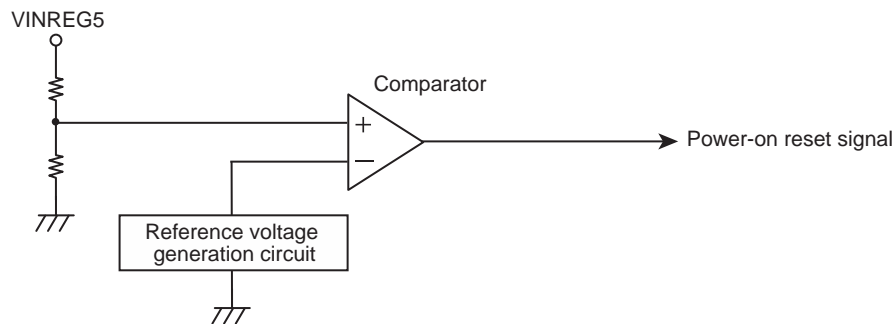 VINREG5
Comparator
+
−
Power-on reset signal
Reference voltage
generation circuit